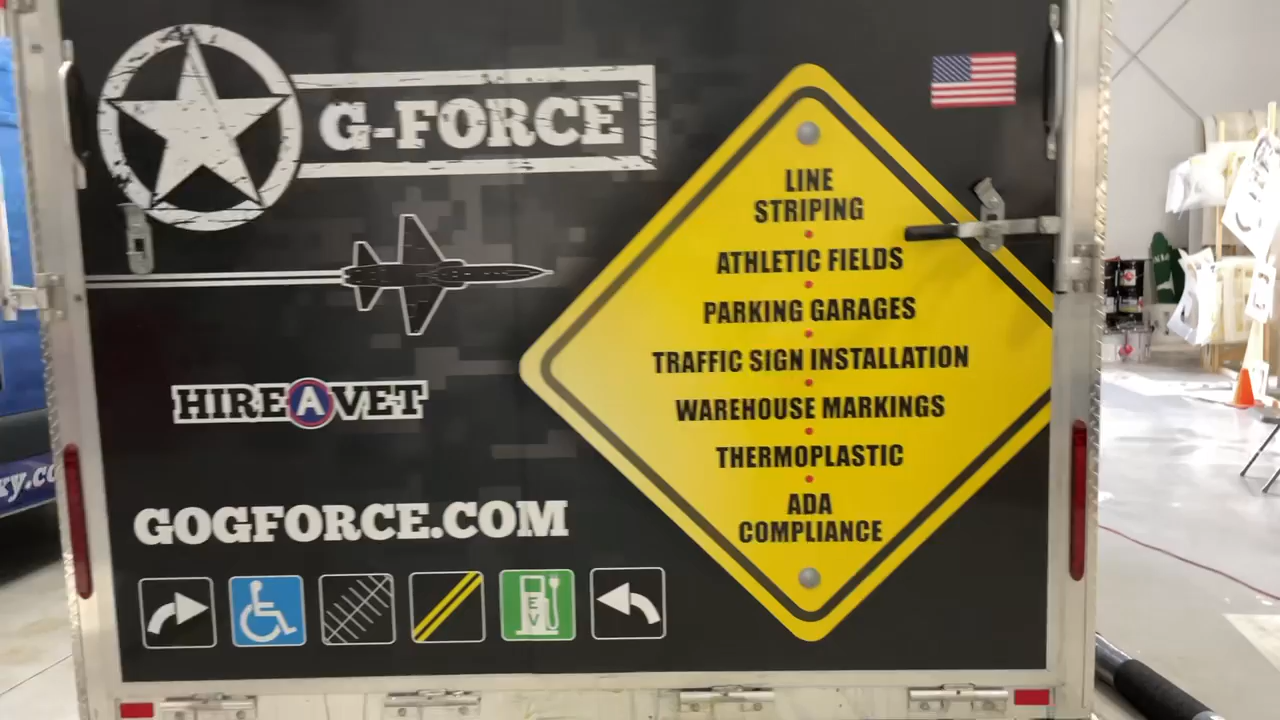 G-FORCE™
HIRE A VET
GOGFORCE.COM
EV
LINE
STRIPING
ATHLETIC FIELDS
PARKING GARAGES
TRAFFIC SIGN INSTALLATION
WAREHOUSE MARKINGS
THERMOPLASTIC
ADA
COMPLIANCE